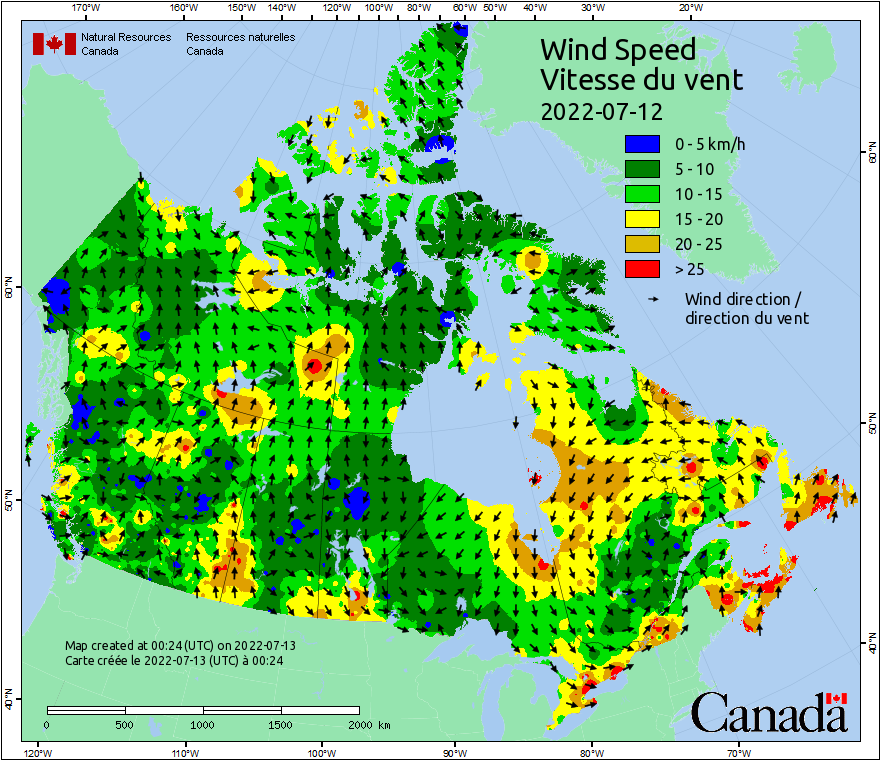 170°W 160°W 150°W 140°W 120°W 110°W 100°W 90°W 80°W 60°W 50°W 40°W 30°W 20°W
Natural Resources Canada
Ressources naturelles Canada
Wind Speed
Vitesse du vent
2022-07-12
0 - 5 km/h
5 - 10
10 - 15
15 - 20
20 - 25
> 25
Wind direction /
direction du vent
60°N
50°N
40°N
60°N
50°N
40°N
Map created at 00:24 (UTC) on 2022-07-13
Carte créée le 2022-07-13 (UTC) à 00:24
0 500 1000 1500 2000 km
Canada
120°W 110°W 100°W 90°W 80°W 70°W